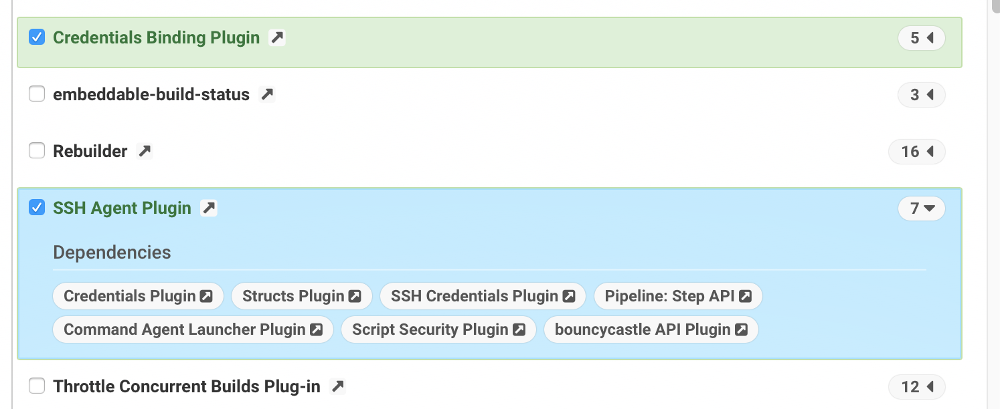 Credentials Binding Plugin 5
embeddable-build-status 3
Rebuilder 16
SSH Agent Plugin 7
Dependencies
Credentials Plugin Structs Plugin SSH Credentials Plugin Pipeline: Step API
Command Agent Launcher Plugin Script Security Plugin bouncycastle API Plugin
Throttle Concurrent Builds Plug-in 12